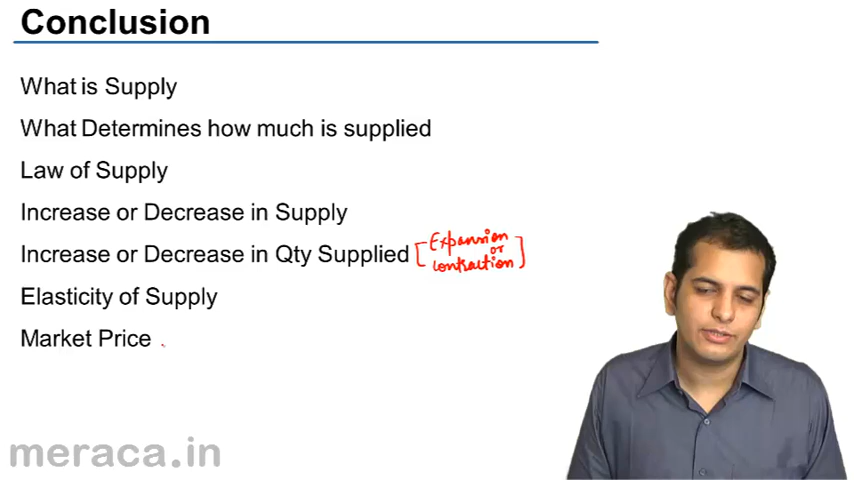 Conclusion
What is Supply
What Determines how much is supplied
Law of Supply
Increase or Decrease in Supply
Increase or Decrease in Qty Supplied [Expansion or contraction]
Elasticity of Supply
Market Price
meraca.in